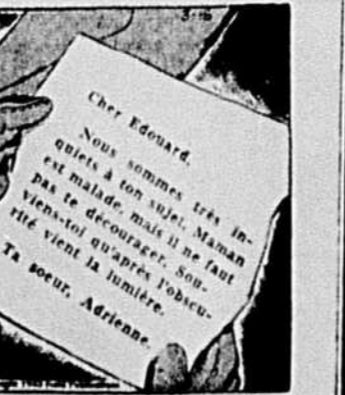 Cher Edouard,
Nous sommes très in-
quiets à ton sujet. Maman
est malade, mais il ne faut
pas te décourager. Sou-
viens-toi qu'après l'obscu-
rité vient la lumière.
Ta soeur, Adrienne.